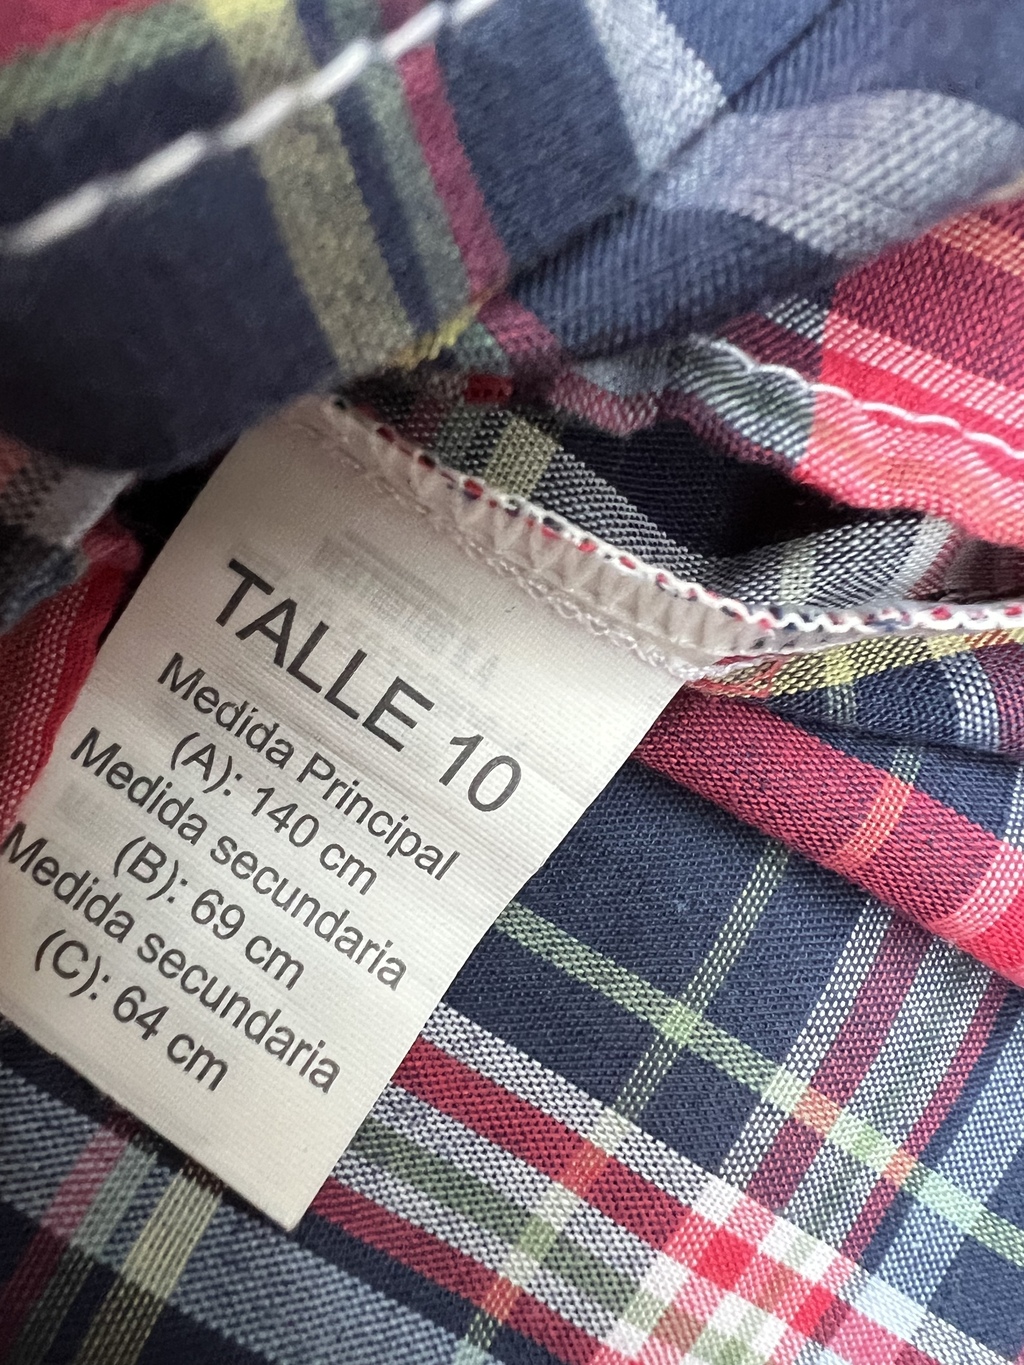 TALLE 10
Medida Principal
(A): 140 cm
Medida secundaria
(B): 69 cm
Medida secundaria
(C): 64 cm